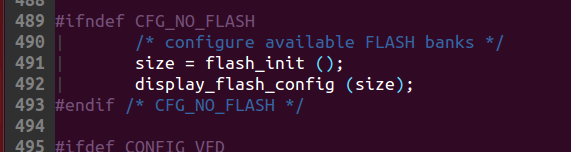 488
489 #ifndef CFG_NO_FLASH
490 /* configure available FLASH banks */
491 size = flash_init ();
492 display_flash_config (size);
493 #endif /* CFG_NO_FLASH */
494
495 #ifdef CONFIG_VFD